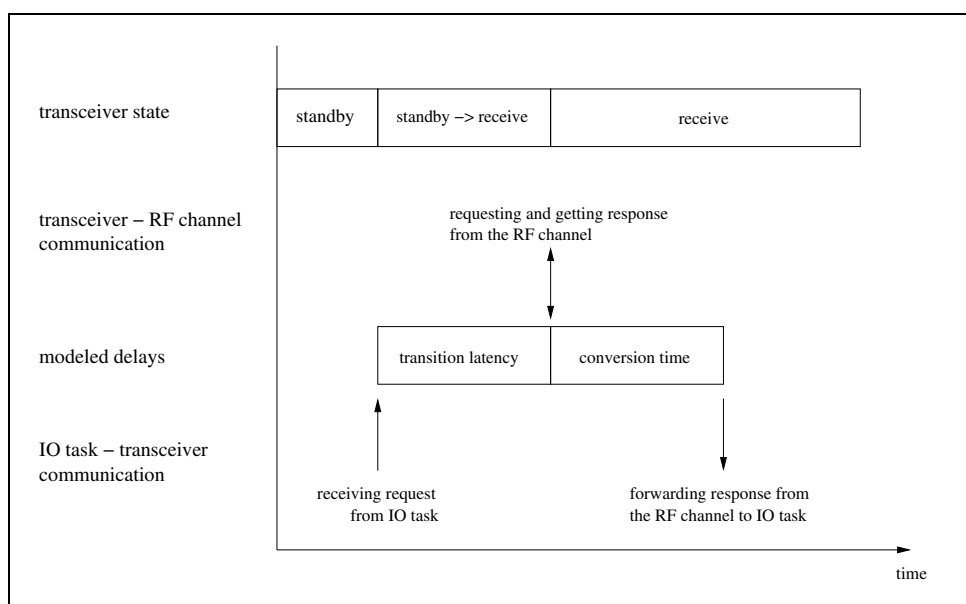 transceiver state
standby
standby −> receive
receive
transceiver − RF channel
communication
requesting and getting response
from the RF channel
modeled delays
transition latency
conversion time
IO task − transceiver
communication
receiving request
from IO task
forwarding response from
the RF channel to IO task
time